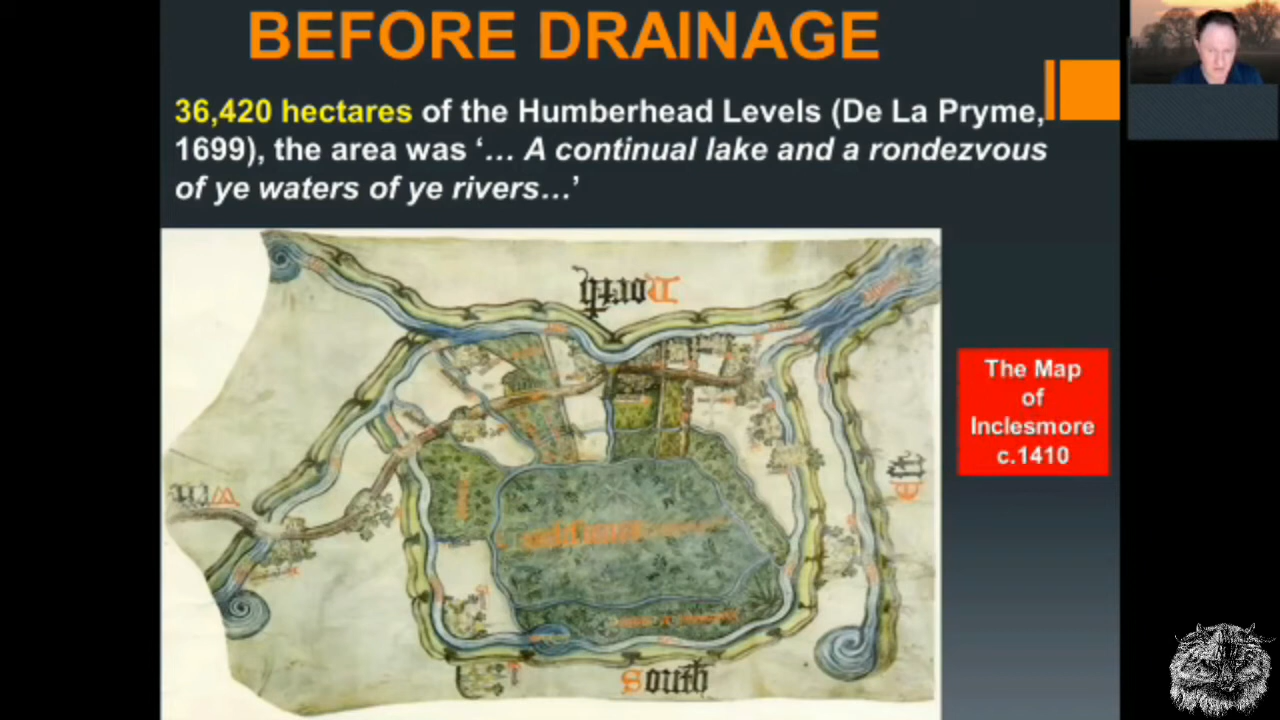 BEFORE DRAINAGE
36,420 hectares of the Humberhead Levels (De La Pryme,
1699), the area was ‘… A continual lake and a rondezvous
of ye waters of ye rivers…’
The Map
of
Inclesmore
c.1410
North
South